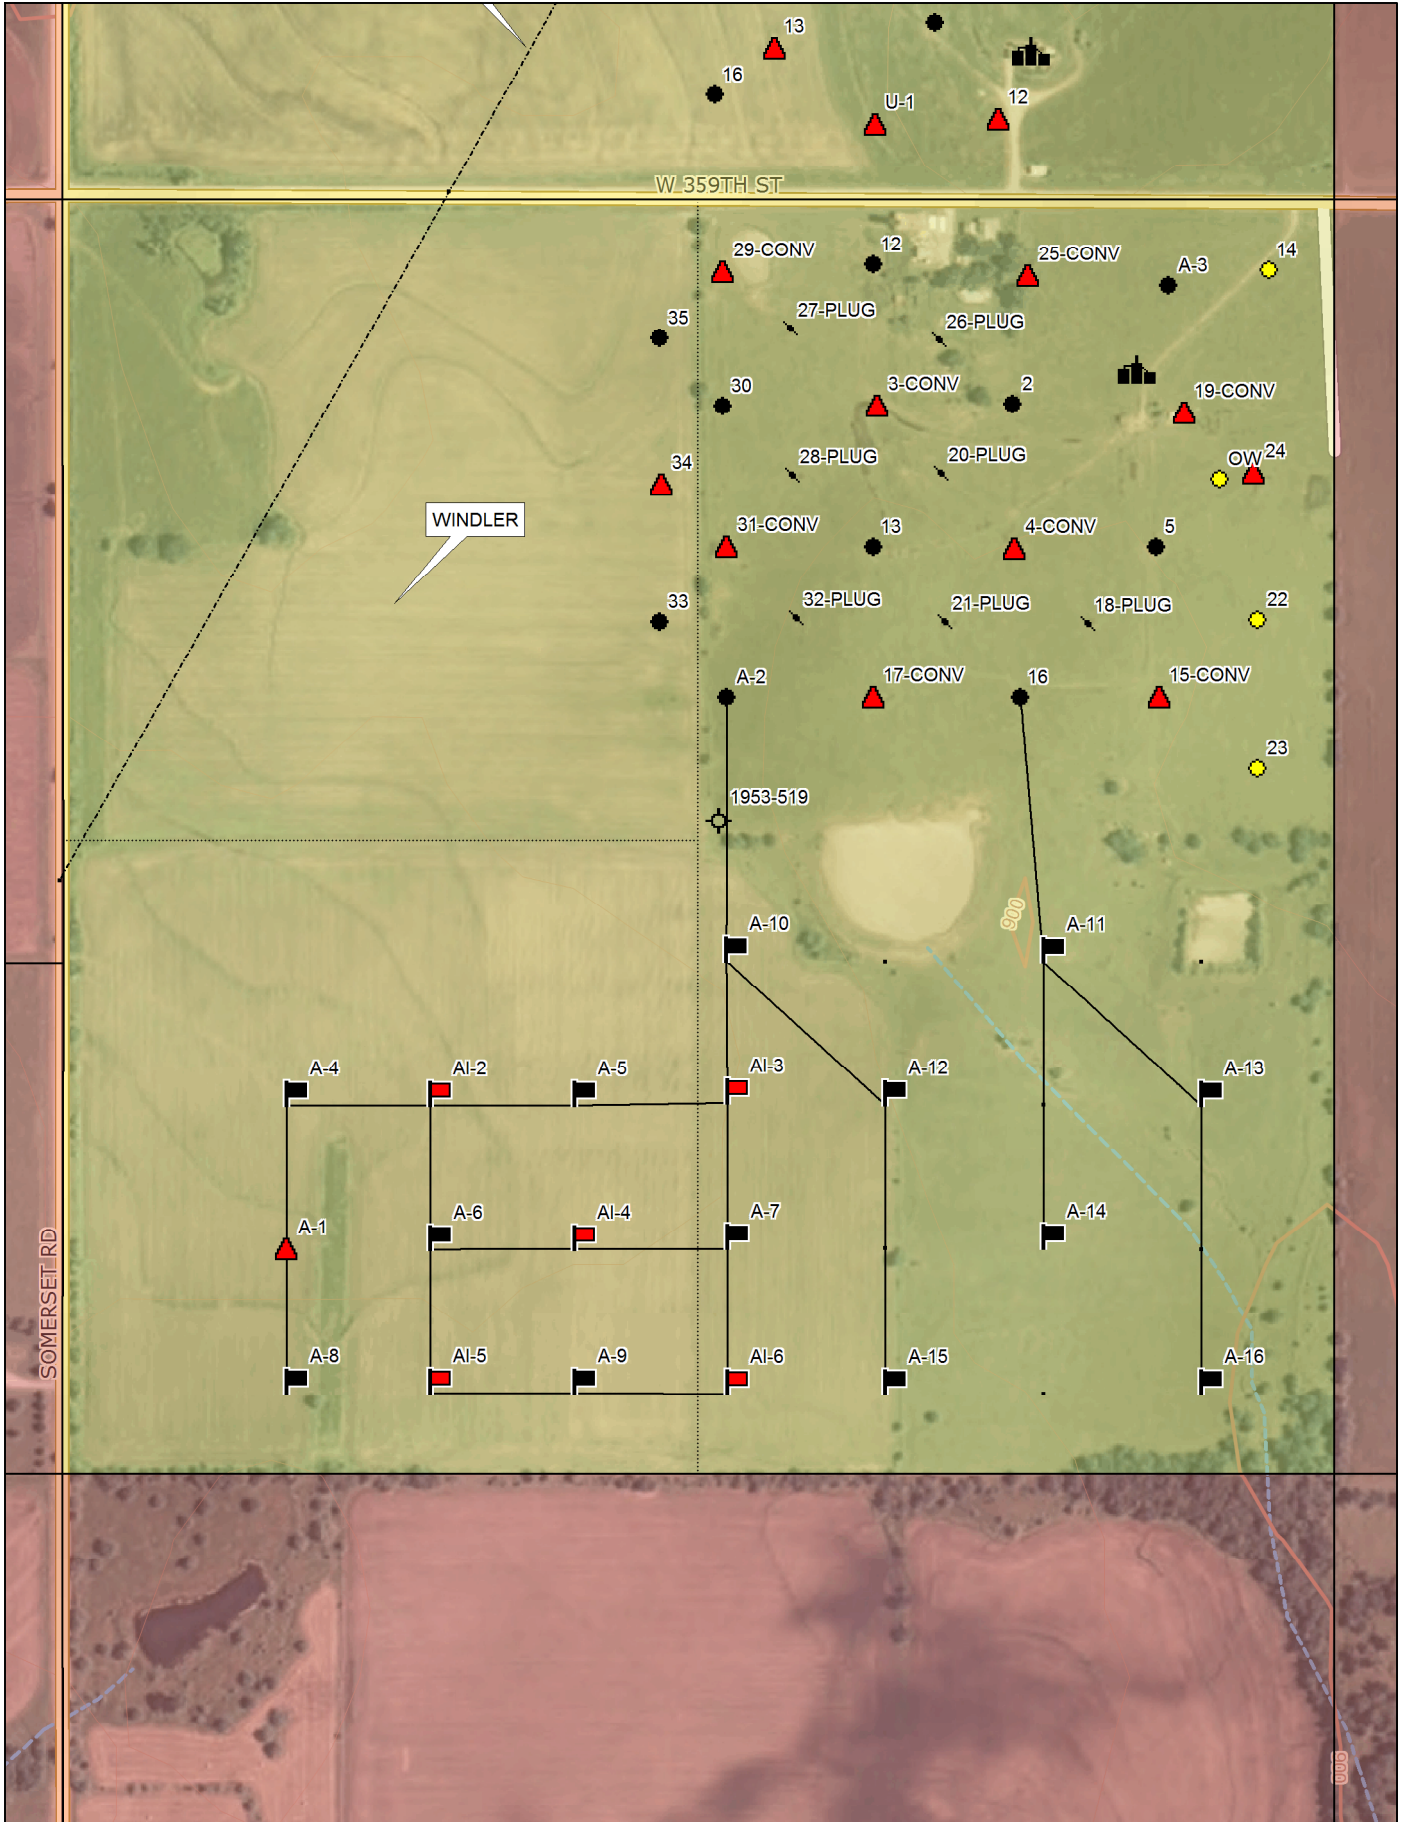 13
16
U-1
12
W 359TH ST
29-CONV
12
25-CONV
A-3
14
27-PLUG
26-PLUG
35
30
3-CONV
2
19-CONV
34
28-PLUG
20-PLUG
OW
24
WINDLER
31-CONV
13
4-CONV
5
33
32-PLUG
21-PLUG
18-PLUG
22
A-2
17-CONV
16
15-CONV
23
1953-519
A-10
900
A-11
A-4
AI-2
A-5
AI-3
A-12
A-13
A-1
A-6
AI-4
A-7
A-14
SOMERSET RD
A-8
AI-5
A-9
AI-6
A-15
A-16
900